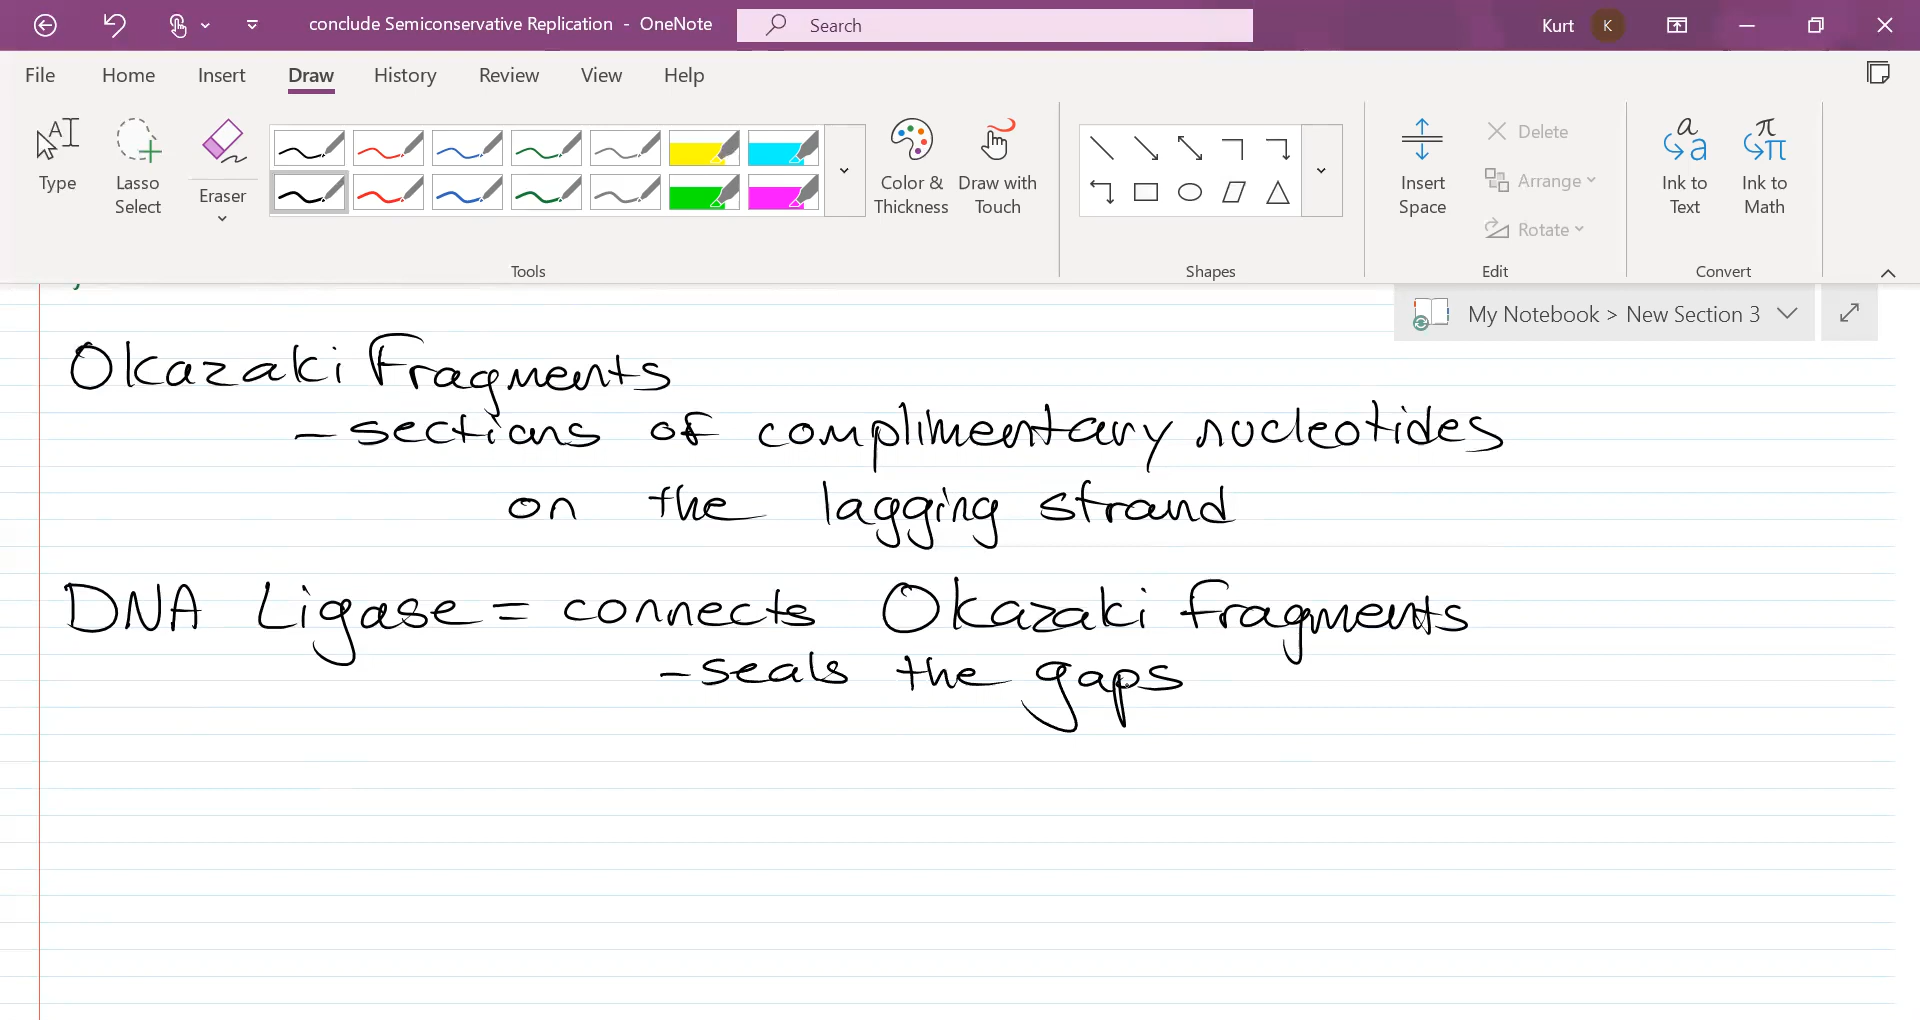 conclude Semiconservative Replication - OneNote
Search
Kurt K
File Home Insert Draw History Review View Help
Type
Lasso Select
Eraser
Color & Thickness
Draw with Touch
Insert Space
Delete
Arrange
Rotate
a a
Ink to Text
π π
Ink to Math
Tools Shapes Edit Convert
My Notebook > New Section 3
Okazaki Fragments
- sections of complimentary nucleotides
on the lagging strand
DNA Ligase = connects Okazaki fragments
- seals the gaps